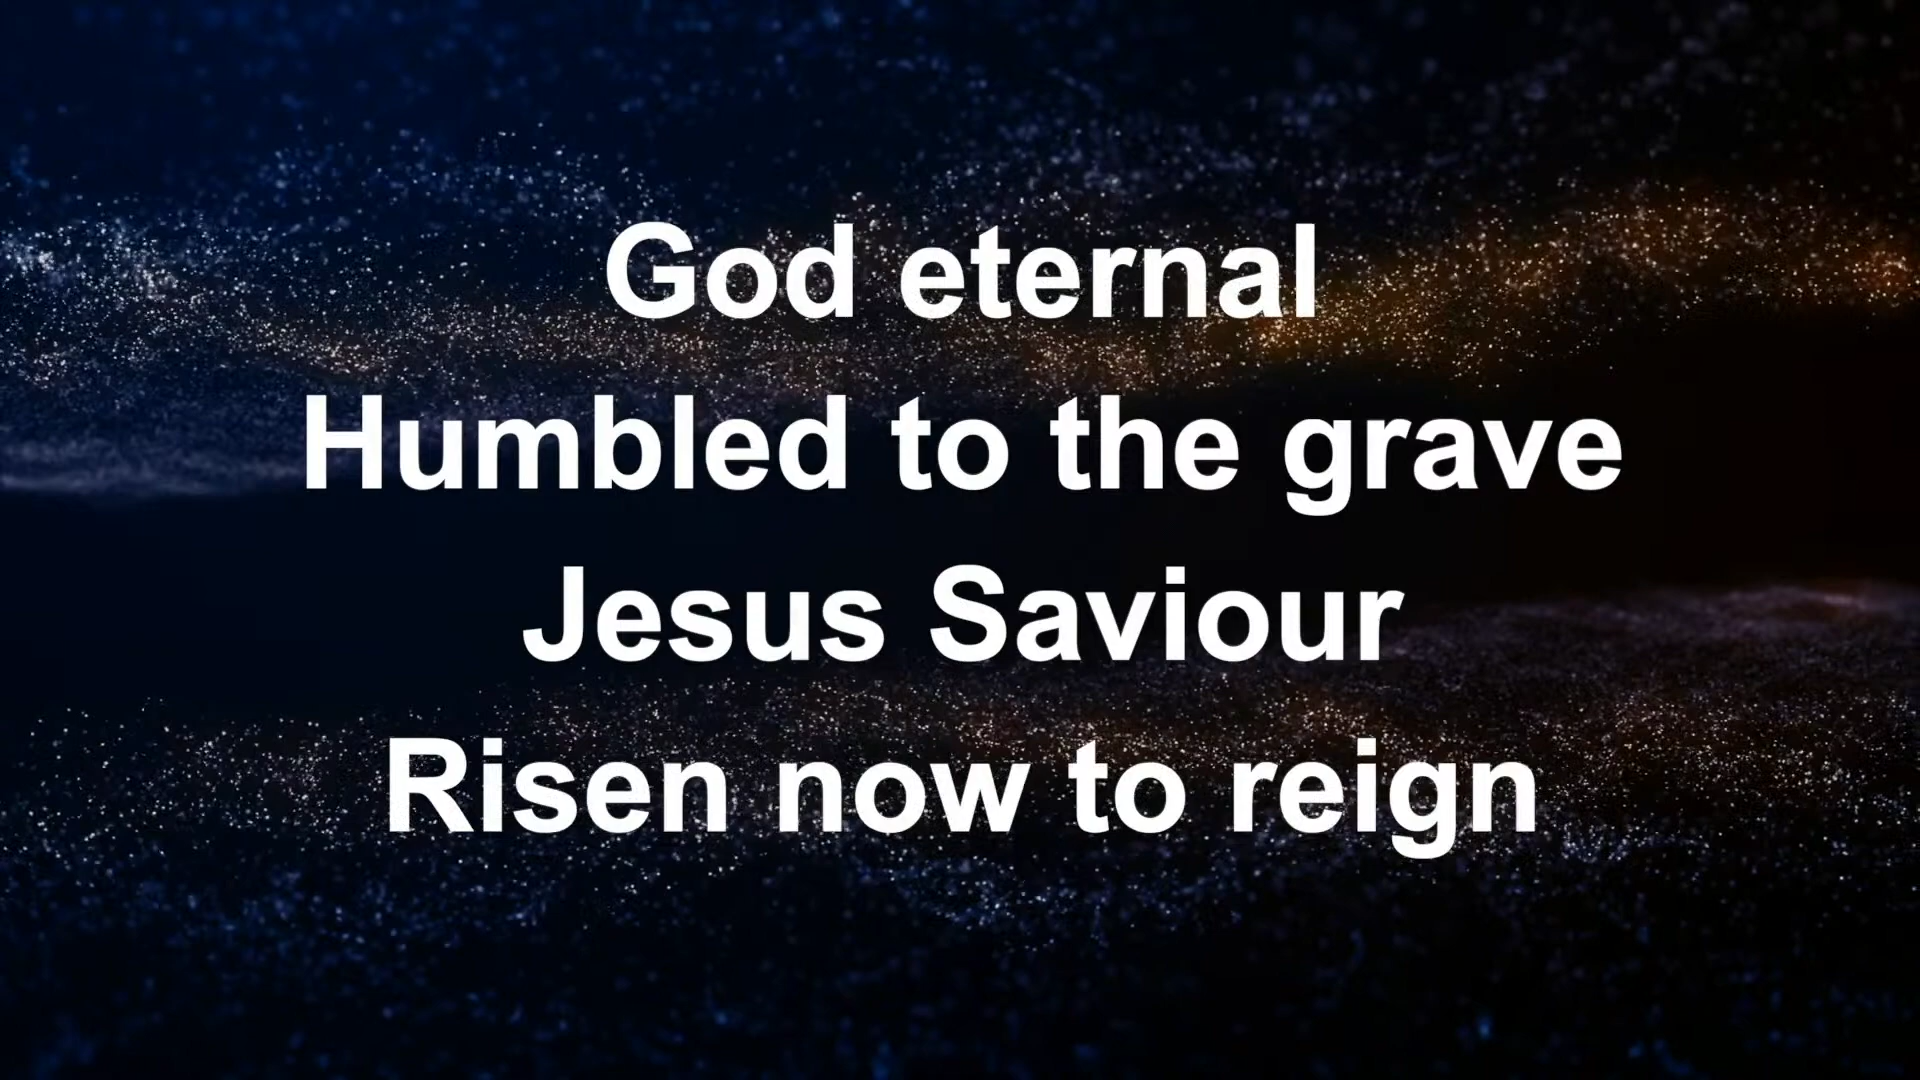 God eternal
Humbled to the grave
Jesus Saviour
Risen now to reign